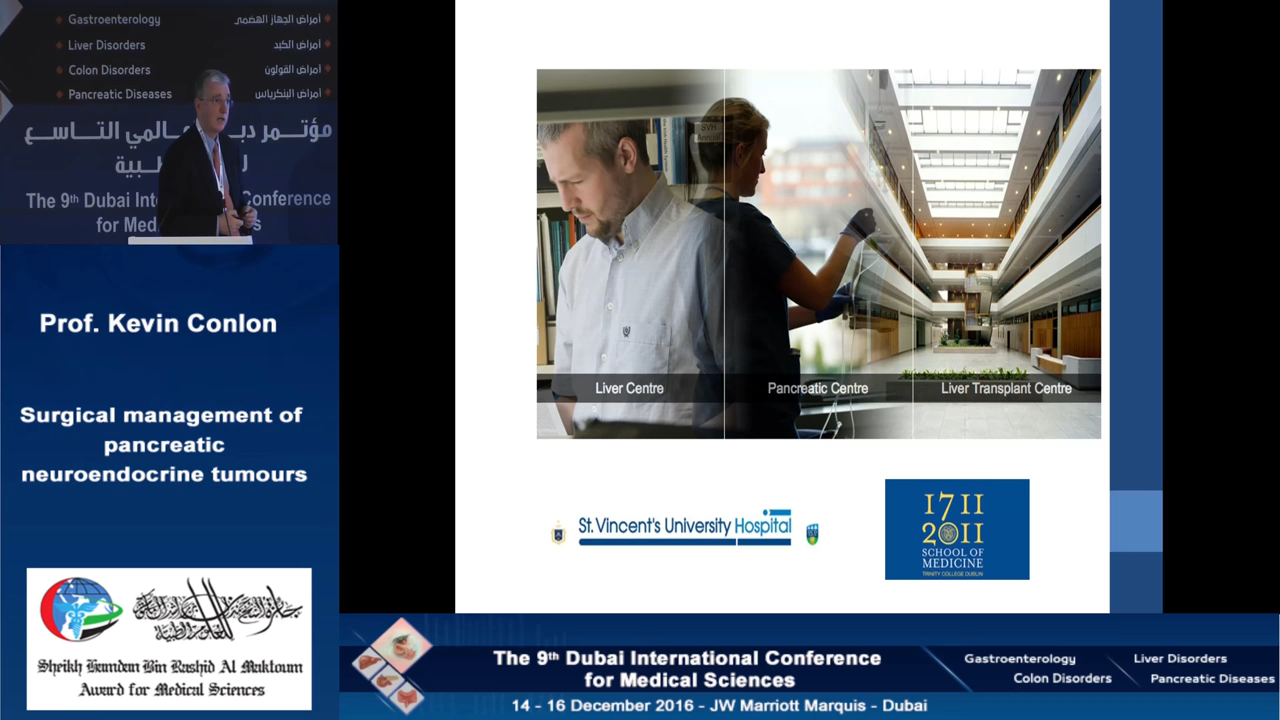 Gastroenterology
أمراض الجهاز الهضمي
Liver Disorders
أمراض الكبد
Colon Disorders
أمراض القولون
Pancreatic Diseases
أمراض البنكرياس
التاسع
The 9th Dubai Conference
for
Prof. Kevin Conlon
Surgical management of
pancreatic
neuroendocrine tumours
Sheikh Hamdan Bin Rashid Al Maktoum
Award for Medical Sciences
Liver Centre
Pancreatic Centre
Liver Transplant Centre
St. Vincent's University Hospital
1711
2011
SCHOOL OF
MEDICINE
TRINITY COLLEGE DUBLIN
The 9th Dubai International Conference
for Medical Sciences
14 - 16 December 2016 - JW Marriott Marquis - Dubai
Gastroenterology
Liver Disorders
Colon Disorders
Pancreatic Diseases